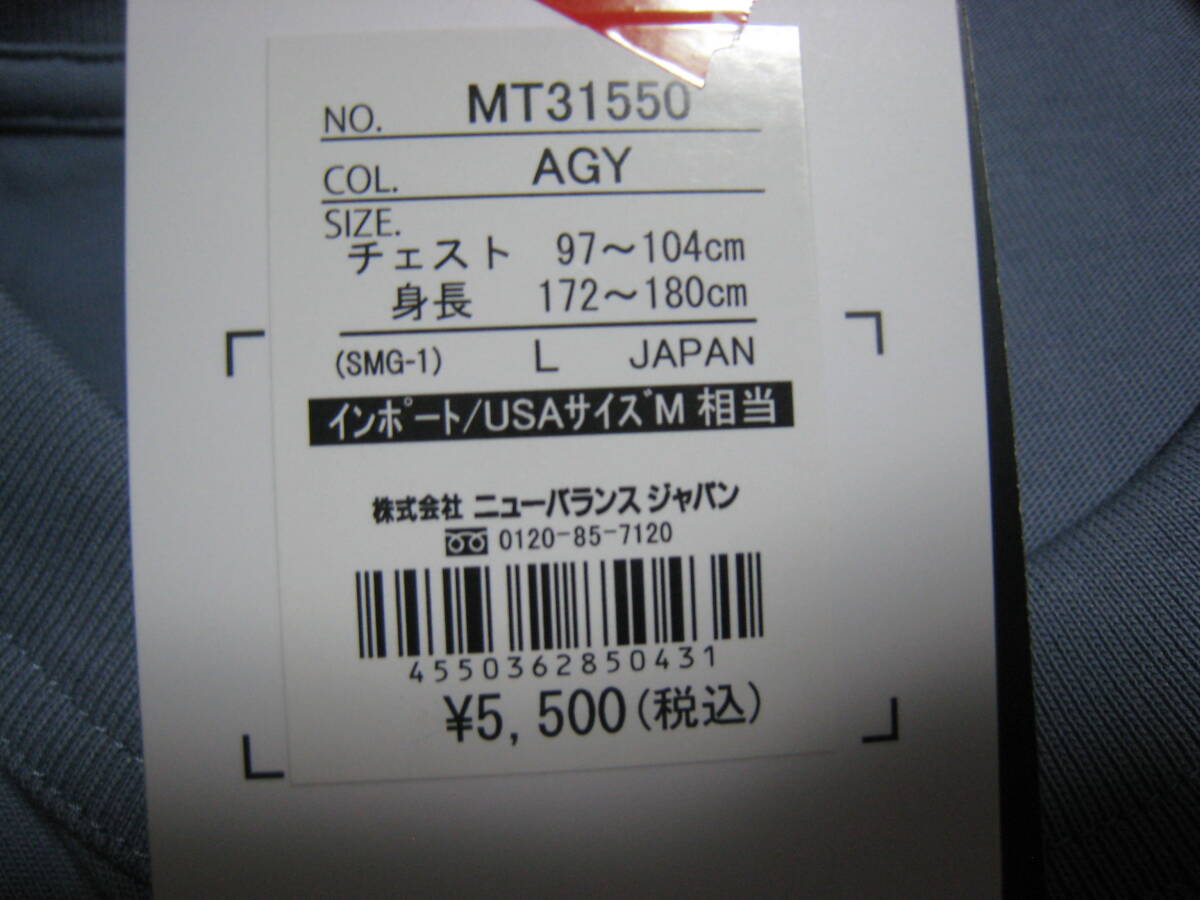 NO. MT31550
COL. AGY
SIZE.
チェスト 97～104cm
身長 172～180cm
(SMG-1) L JAPAN
インポート/USAサイズM 相当
株式会社 ニューバランス ジャパン
0120-85-7120
4550362850431
¥5,500(税込)